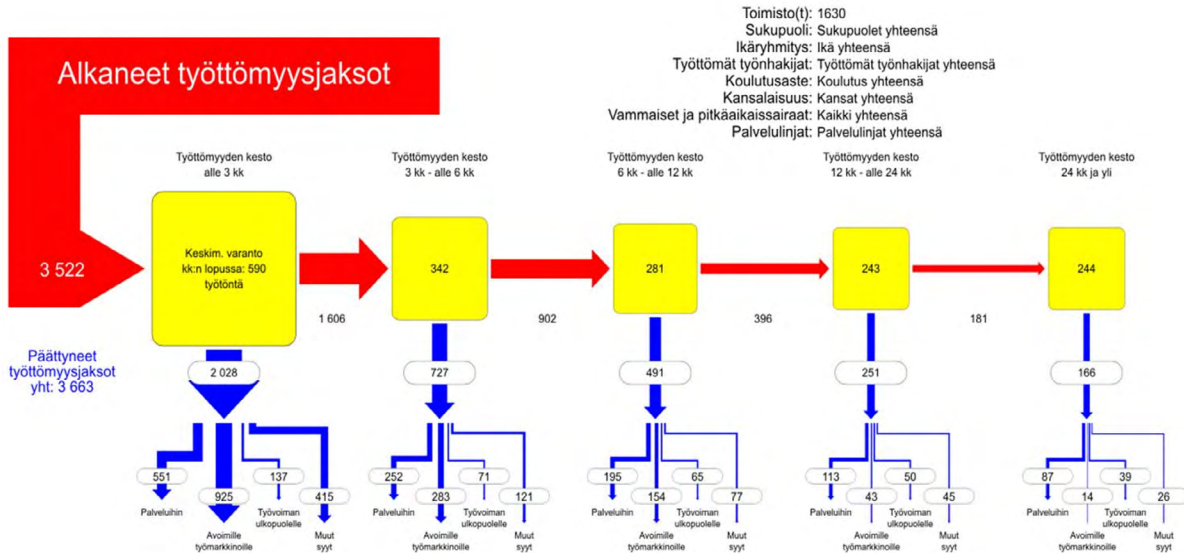 Toimisto(t): 1630
Sukupuoli: Sukupuolet yhteensä
Ikäryhmitys: Ikä yhteensä
Työttömät työnhakijat: Työttömät työnhakijat yhteensä
Koulutusaste: Koulutus yhteensä
Kansalaisuus: Kansat yhteensä
Vammaiset ja pitkäaikaissairaat: Kaikki yhteensä
Palvelulinjat: Palvelulinjat yhteensä
Alkaneet työttömyysjaksot
Työttömyyden kesto
alle 3 kk
Työttömyyden kesto
3 kk - alle 6 kk
Työttömyyden kesto
6 kk - alle 12 kk
Työttömyyden kesto
12 kk - alle 24 kk
Työttömyyden kesto
24 kk ja yli
3 522
Keskim. varanto
kk:n lopussa: 590
työtöntä
342
281
243
244
1 606
902
396
181
Päättyneet
työttömyysjaksot
yht: 3 663
2 028
727
491
251
166
551
137
925
415
Palveluihin
Työvoiman
ulkopuolelle
Avoimille
työmarkkinoille
Muut
syyt
252
71
283
121
Palveluihin
Työvoiman
ulkopuolelle
Avoimille
työmarkkinoille
Muut
syyt
195
65
154
77
Palveluihin
Työvoiman
ulkopuolelle
Avoimille
työmarkkinoille
Muut
syyt
113
50
43
45
Palveluihin
Työvoiman
ulkopuolelle
Avoimille
työmarkkinoille
Muut
syyt
87
39
14
26
Palveluihin
Työvoiman
ulkopuolelle
Avoimille
työmarkkinoille
Muut
syyt